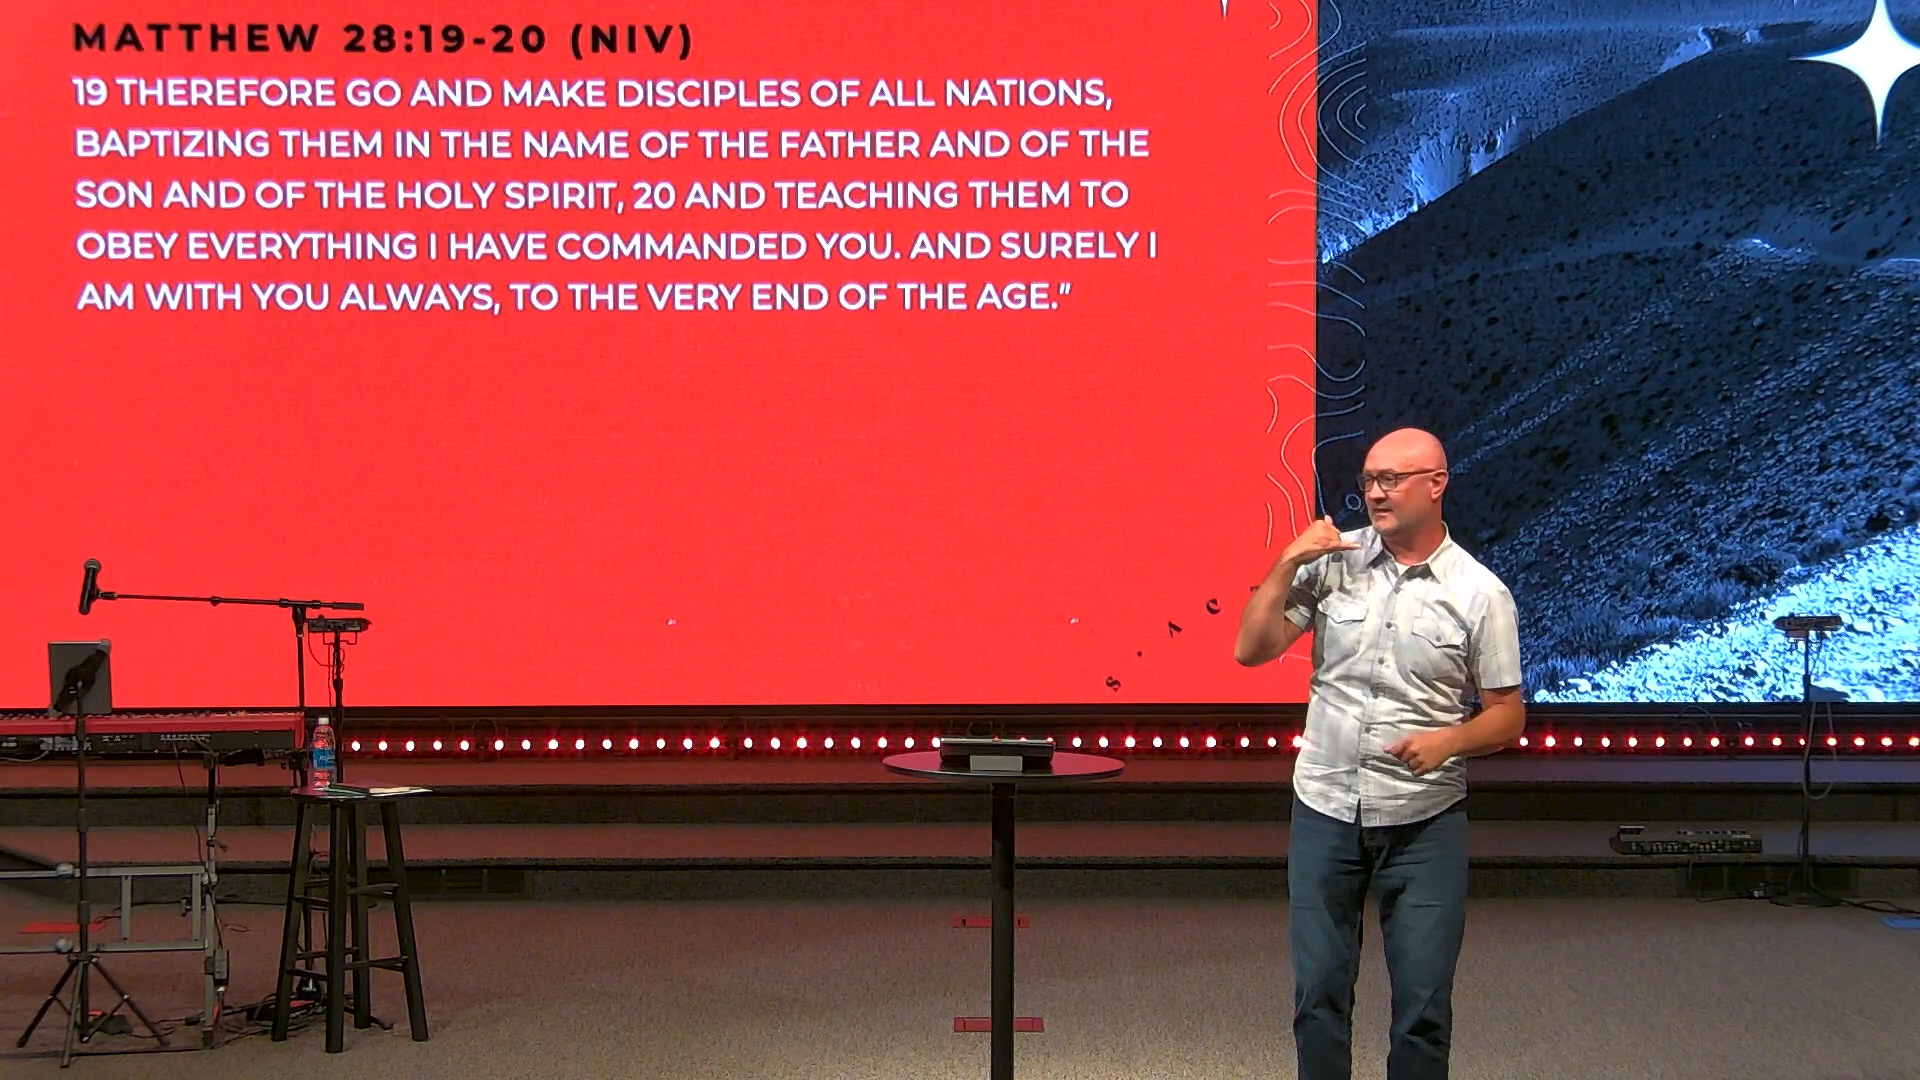 MATTHEW 28:19-20 (NIV)
19 THEREFORE GO AND MAKE DISCIPLES OF ALL NATIONS,
BAPTIZING THEM IN THE NAME OF THE FATHER AND OF THE
SON AND OF THE HOLY SPIRIT, 20 AND TEACHING THEM TO
OBEY EVERYTHING I HAVE COMMANDED YOU. AND SURELY I
AM WITH YOU ALWAYS, TO THE VERY END OF THE AGE.”